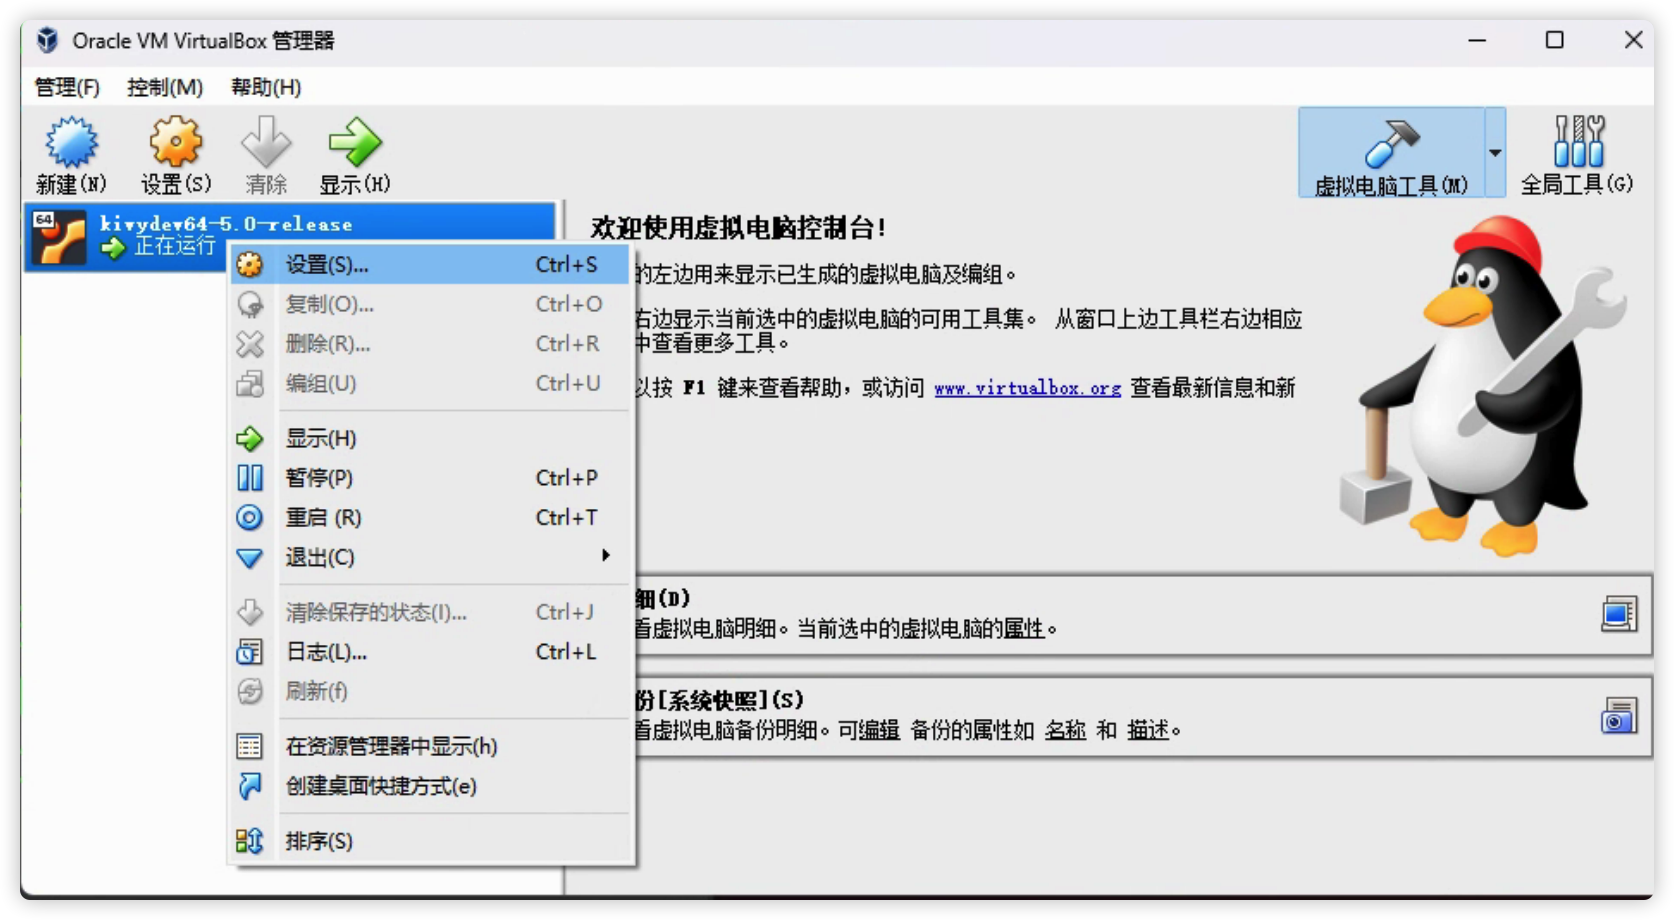 Oracle VM VirtualBox 管理器
管理(F) 控制(M) 帮助(H)
新建(N) 设置(S) 清除 显示(H) 虚拟电脑工具(M) 全局工具(G)
64
kivydev64-5.0-release
正在运行
设置(S)... Ctrl+S
复制(O)... Ctrl+O
删除(R)... Ctrl+R
编组(U) Ctrl+U
显示(H)
暂停(P) Ctrl+P
重启 (R) Ctrl+T
退出(C)
清除保存的状态(I)... Ctrl+J
日志(L)... Ctrl+L
刷新(f)
在资源管理器中显示(h)
创建桌面快捷方式(e)
排序(S)
欢迎使用虚拟电脑控制台!
的左边用来显示已生成的虚拟电脑及编组。
右边显示当前选中的虚拟电脑的可用工具集。 从窗口上边工具栏右边相应
中查看更多工具。
以按 F1 键来查看帮助，或访问 www.virtualbox.org 查看最新信息和新
细(D)
看虚拟电脑明细。当前选中的虚拟电脑的属性。
份[系统快照](S)
看虚拟电脑备份明细。可编辑 备份的属性如 名称 和 描述。